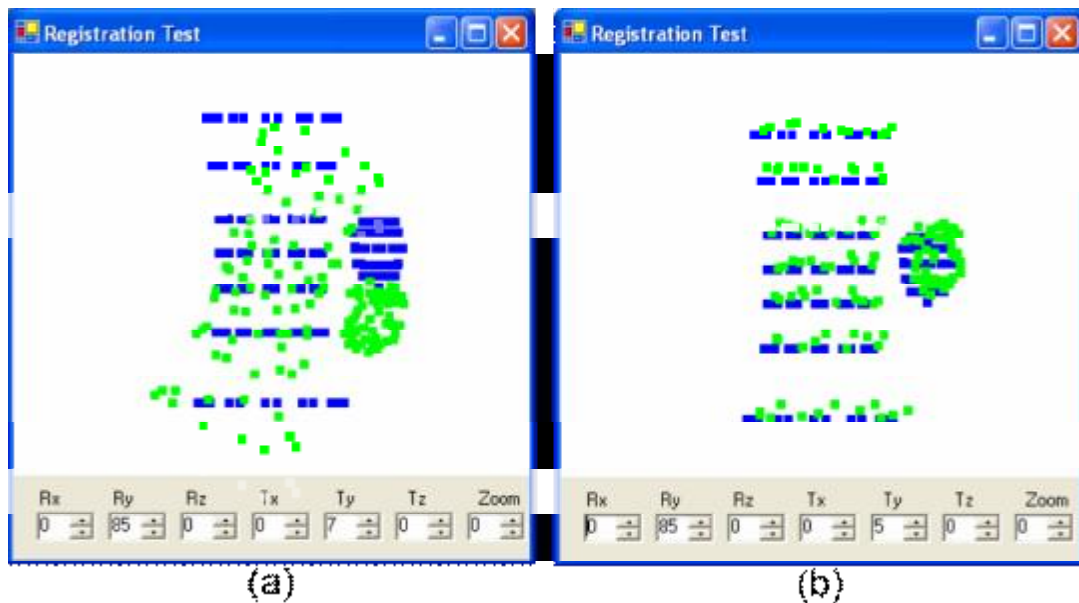 Registration Test
Rx Ry Rz Tx Ty Tz Zoom
0 85 0 0 7 0 0
(a)
Registration Test
Rx Ry Rz Tx Ty Tz Zoom
0 85 0 0 5 0 0
(b)